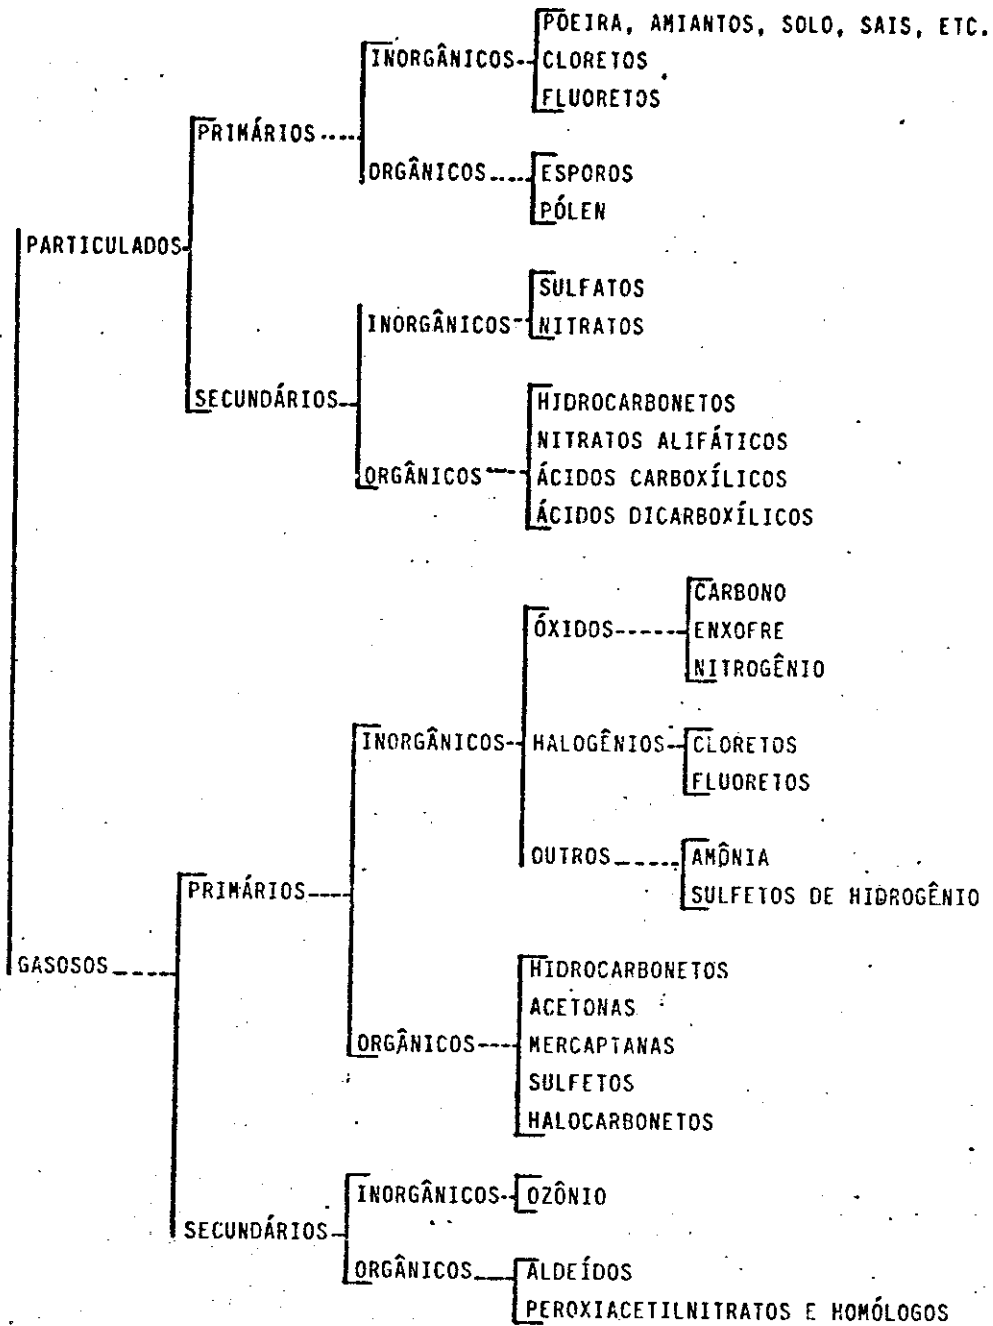 POEIRA, AMIANTOS, SOLO, SAIS, ETC.
INORGÂNICOS
CLORETOS
FLUORETOS
PRIMÁRIOS
ORGÂNICOS
ESPOROS
PÓLEN
PARTICULADOS
SULFATOS
INORGÂNICOS
NITRATOS
SECUNDÁRIOS
HIDROCARBONETOS
NITRATOS ALIFÁTICOS
ORGÂNICOS
ÁCIDOS CARBOXÍLICOS
ÁCIDOS DICARBOXÍLICOS
CARBONO
ÓXIDOS
ENXOFRE
NITROGÊNIO
INORGÂNICOS
HALOGÊNIOS
CLORETOS
FLUORETOS
OUTROS
AMÔNIA
SULFETOS DE HIDROGÊNIO
PRIMÁRIOS
GASOSOS
HIDROCARBONETOS
ACETONAS
ORGÂNICOS
MERCAPTANAS
SULFETOS
HALOCARBONETOS
INORGÂNICOS
OZÔNIO
SECUNDÁRIOS
ORGÂNICOS
ALDEÍDOS
PEROXIACETILNITRATOS E HOMÓLOGOS